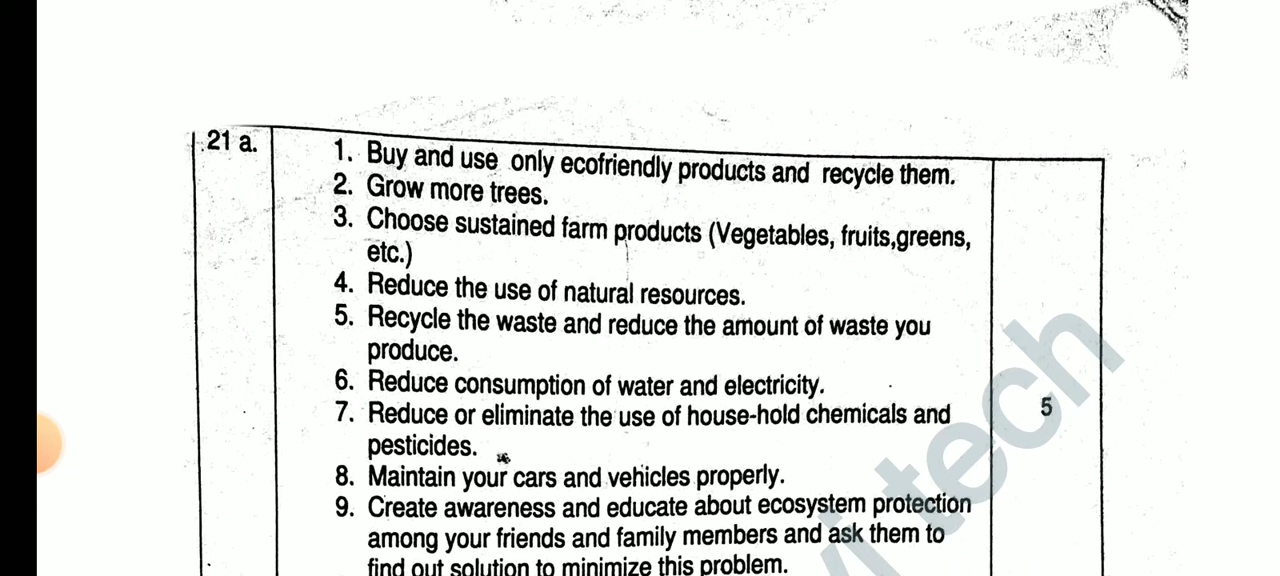 21 a.
1. Buy and use only ecofriendly products and recycle them.
2. Grow more trees.
3. Choose sustained farm products (Vegetables, fruits,greens,
etc.)
4. Reduce the use of natural resources.
5. Recycle the waste and reduce the amount of waste you
produce.
6. Reduce consumption of water and electricity.
7. Reduce or eliminate the use of house-hold chemicals and
pesticides.
5
8. Maintain your cars and vehicles properly.
9. Create awareness and educate about ecosystem protection
among your friends and family members and ask them to
find out solution to minimize this problem.
tech